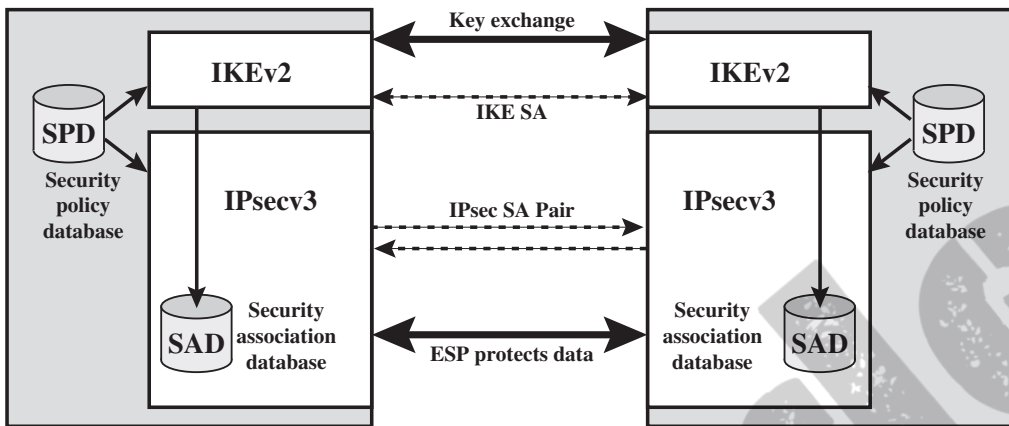 Key exchange
IKEv2
IKEv2
IKE SA
SPD
SPD
Security
policy
database
Security
policy
database
IPsecv3
IPsecv3
IPsec SA Pair
SAD
Security
association
database
Security
association
database
SAD
ESP protects data